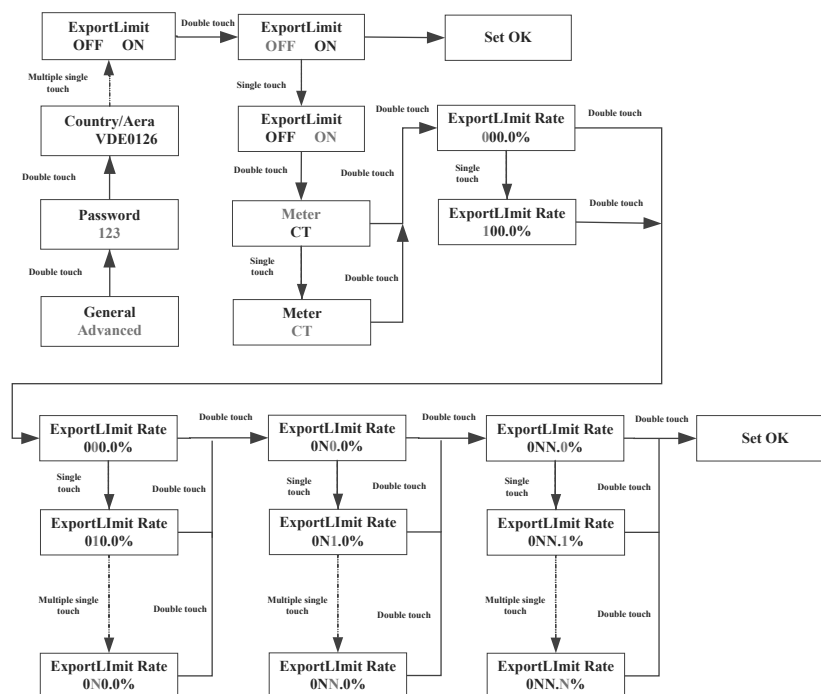 ExportLimit
OFF ON
Double touch
ExportLimit
OFF ON
Set OK
Multiple single
touch
Single touch
Country/Aera
VDE0126
ExportLimit
OFF ON
Double touch
ExportLImit Rate
000.0%
Double touch
Double touch
Double touch
Double touch
Single
touch
Password
123
Meter
CT
ExportLImit Rate
100.0%
Double touch
Double touch
Single
touch
Double touch
General
Advanced
Meter
CT
ExportLImit Rate
000.0%
Double touch
ExportLImit Rate
0N0.0%
Double touch
ExportLImit Rate
0NN.0%
Double touch
Set OK
Single
touch
Double touch
Single
touch
Double touch
Single
touch
Double touch
ExportLImit Rate
010.0%
ExportLImit Rate
0N1.0%
ExportLImit Rate
0NN.1%
Multiple single
touch
Double touch
Multiple single
touch
Double touch
Multiple single
touch
Double touch
ExportLImit Rate
0N0.0%
ExportLImit Rate
0NN.0%
ExportLImit Rate
0NN.N%